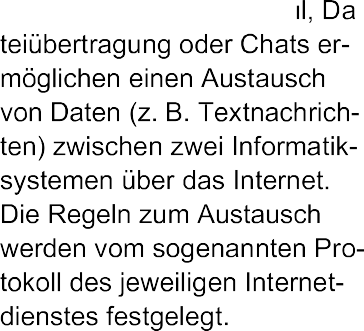 Da
teiübertragung oder Chats er-
möglichen einen Austausch
von Daten (z. B. Textnachrich-
ten) zwischen zwei Informatik-
systemen über das Internet.
Die Regeln zum Austausch
werden vom sogenannten Pro-
tokoll des jeweiligen Internet-
dienstes festgelegt.